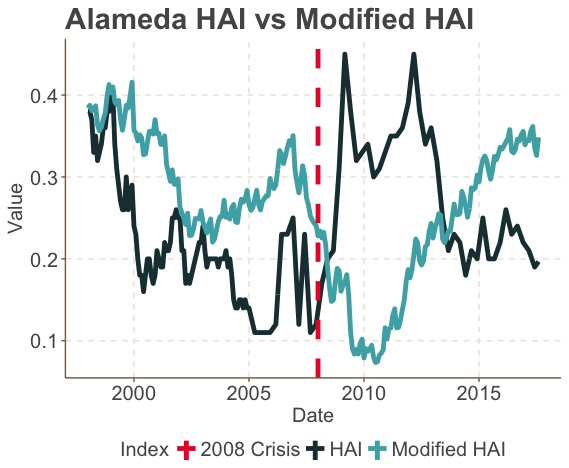 Alameda HAI vs Modified HAI
Value
0.4
0.3
0.2
0.1
2000 2005 2010 2015
Date
Index 2008 Crisis HAI Modified HAI